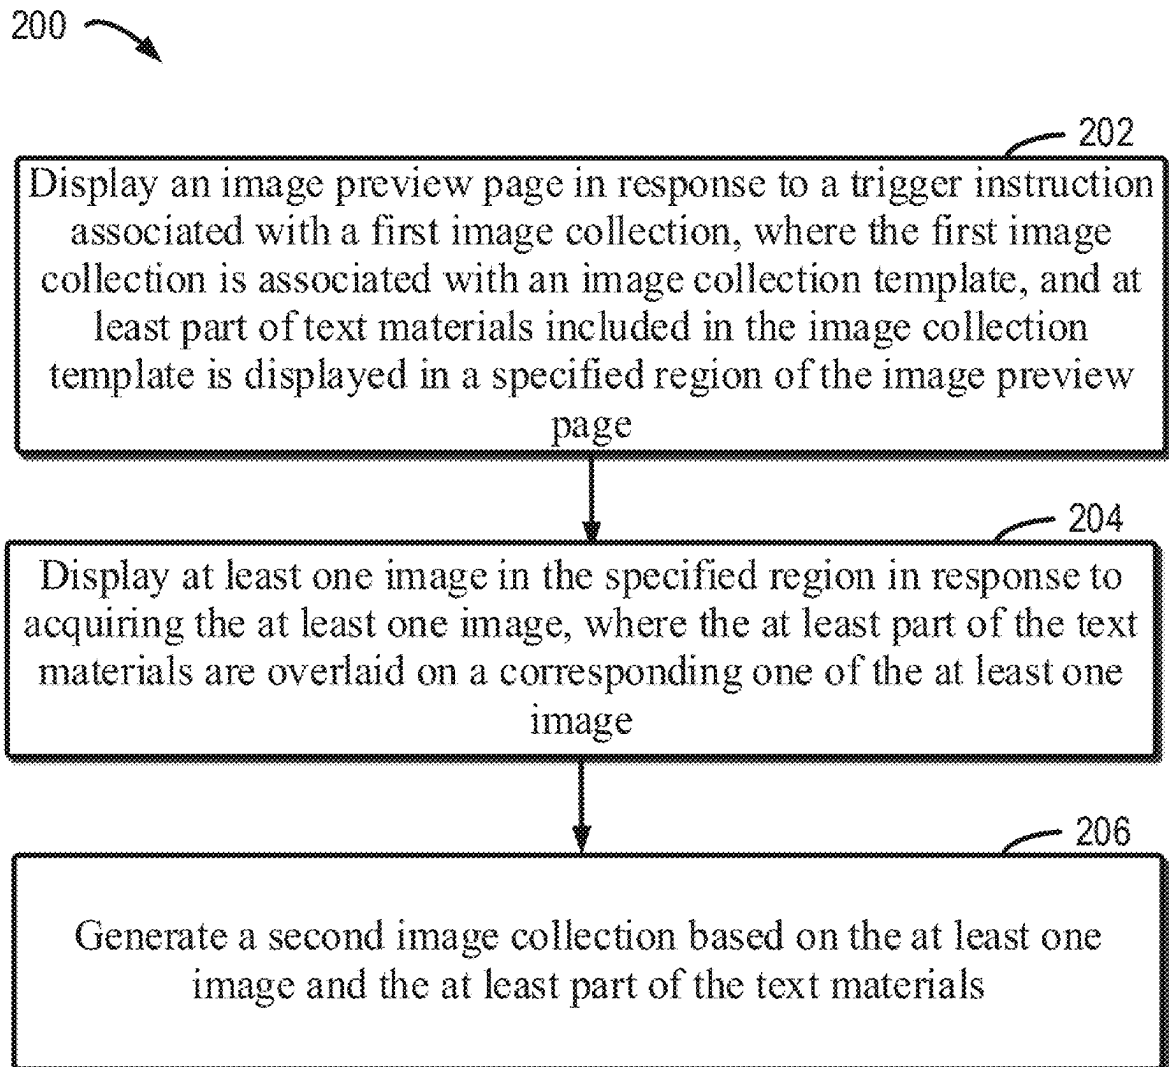 200
202
Display an image preview page in response to a trigger instruction
associated with a first image collection, where the first image
collection is associated with an image collection template, and at
least part of text materials included in the image collection
template is displayed in a specified region of the image preview
page
204
Display at least one image in the specified region in response to
acquiring the at least one image, where the at least part of the text
materials are overlaid on a corresponding one of the at least one
image
206
Generate a second image collection based on the at least one
image and the at least part of the text materials